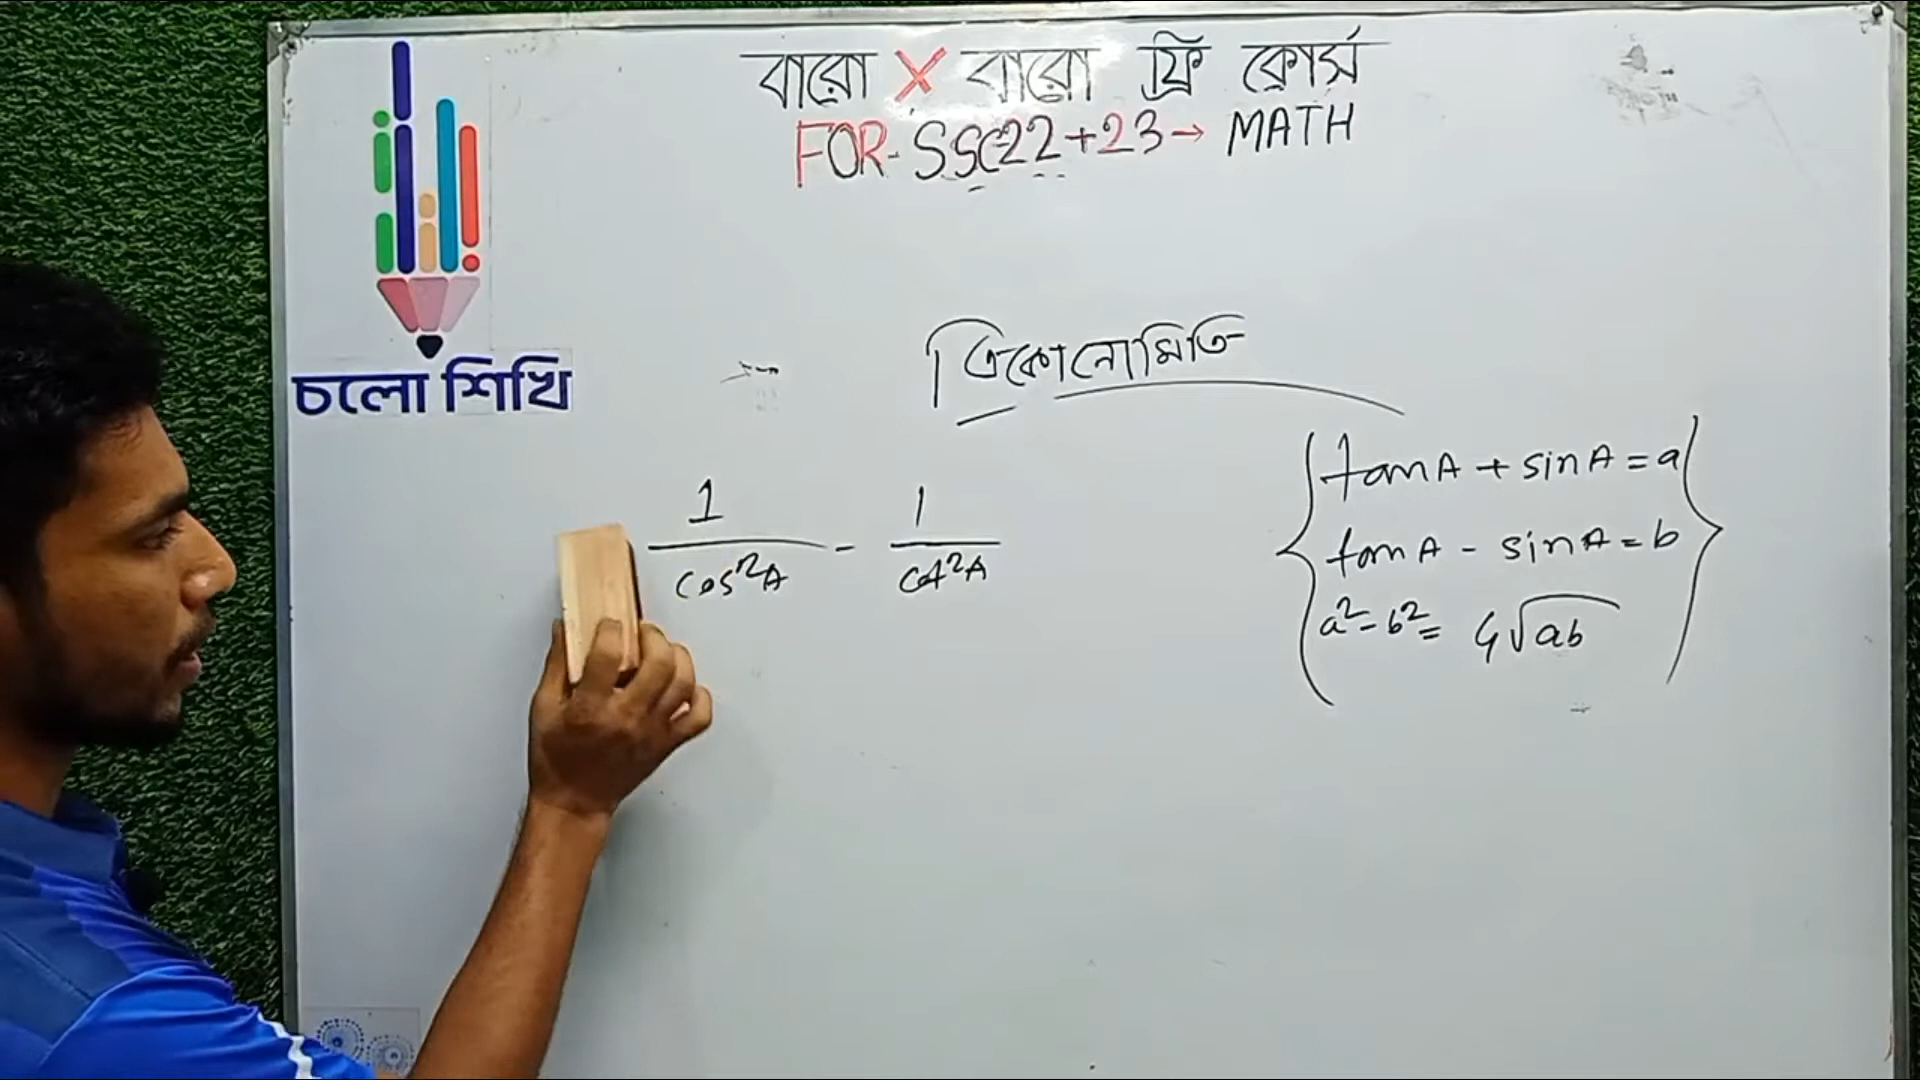 বারো X বারো ফ্রি কোর্স
FOR- SSC22+23→ MATH
চলো শিখি
ত্রিকোনোমিতি
1/cos²A - 1/cot²A
tanA + sinA = a
tanA - sinA = b
a²-b² = 4√ab